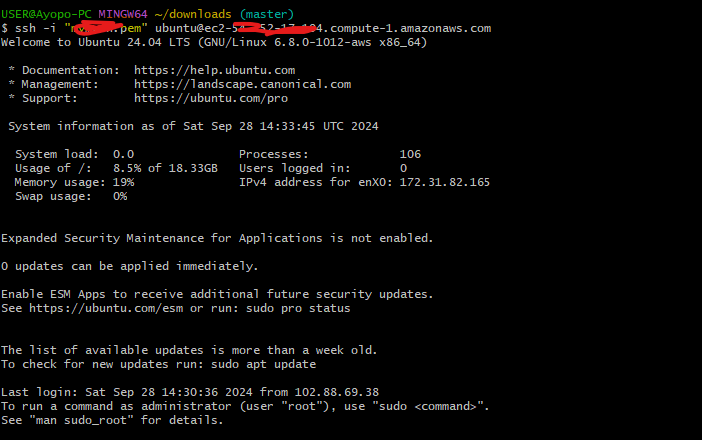 USER@Ayopo-PC MINGW64 ~/downloads (master)
$ ssh -i "pem" ubuntu@ec2-.compute-1.amazonaws.com
Welcome to Ubuntu 24.04 LTS (GNU/Linux 6.8.0-1012-aws x86_64)
* Documentation: https://help.ubuntu.com
* Management: https://landscape.canonical.com
* Support: https://ubuntu.com/pro
System information as of Sat Sep 28 14:33:45 UTC 2024
System load: 0.0 Processes: 106
Usage of /: 8.5% of 18.33GB Users logged in: 0
Memory usage: 19% IPv4 address for enX0: 172.31.82.165
Swap usage: 0%
Expanded Security Maintenance for Applications is not enabled.
0 updates can be applied immediately.
Enable ESM Apps to receive additional future security updates.
See https://ubuntu.com/esm or run: sudo pro status
The list of available updates is more than a week old.
To check for new updates run: sudo apt update
Last login: Sat Sep 28 14:30:36 2024 from 102.88.69.38
To run a command as administrator (user "root"), use "sudo <command>".
See "man sudo_root" for details.